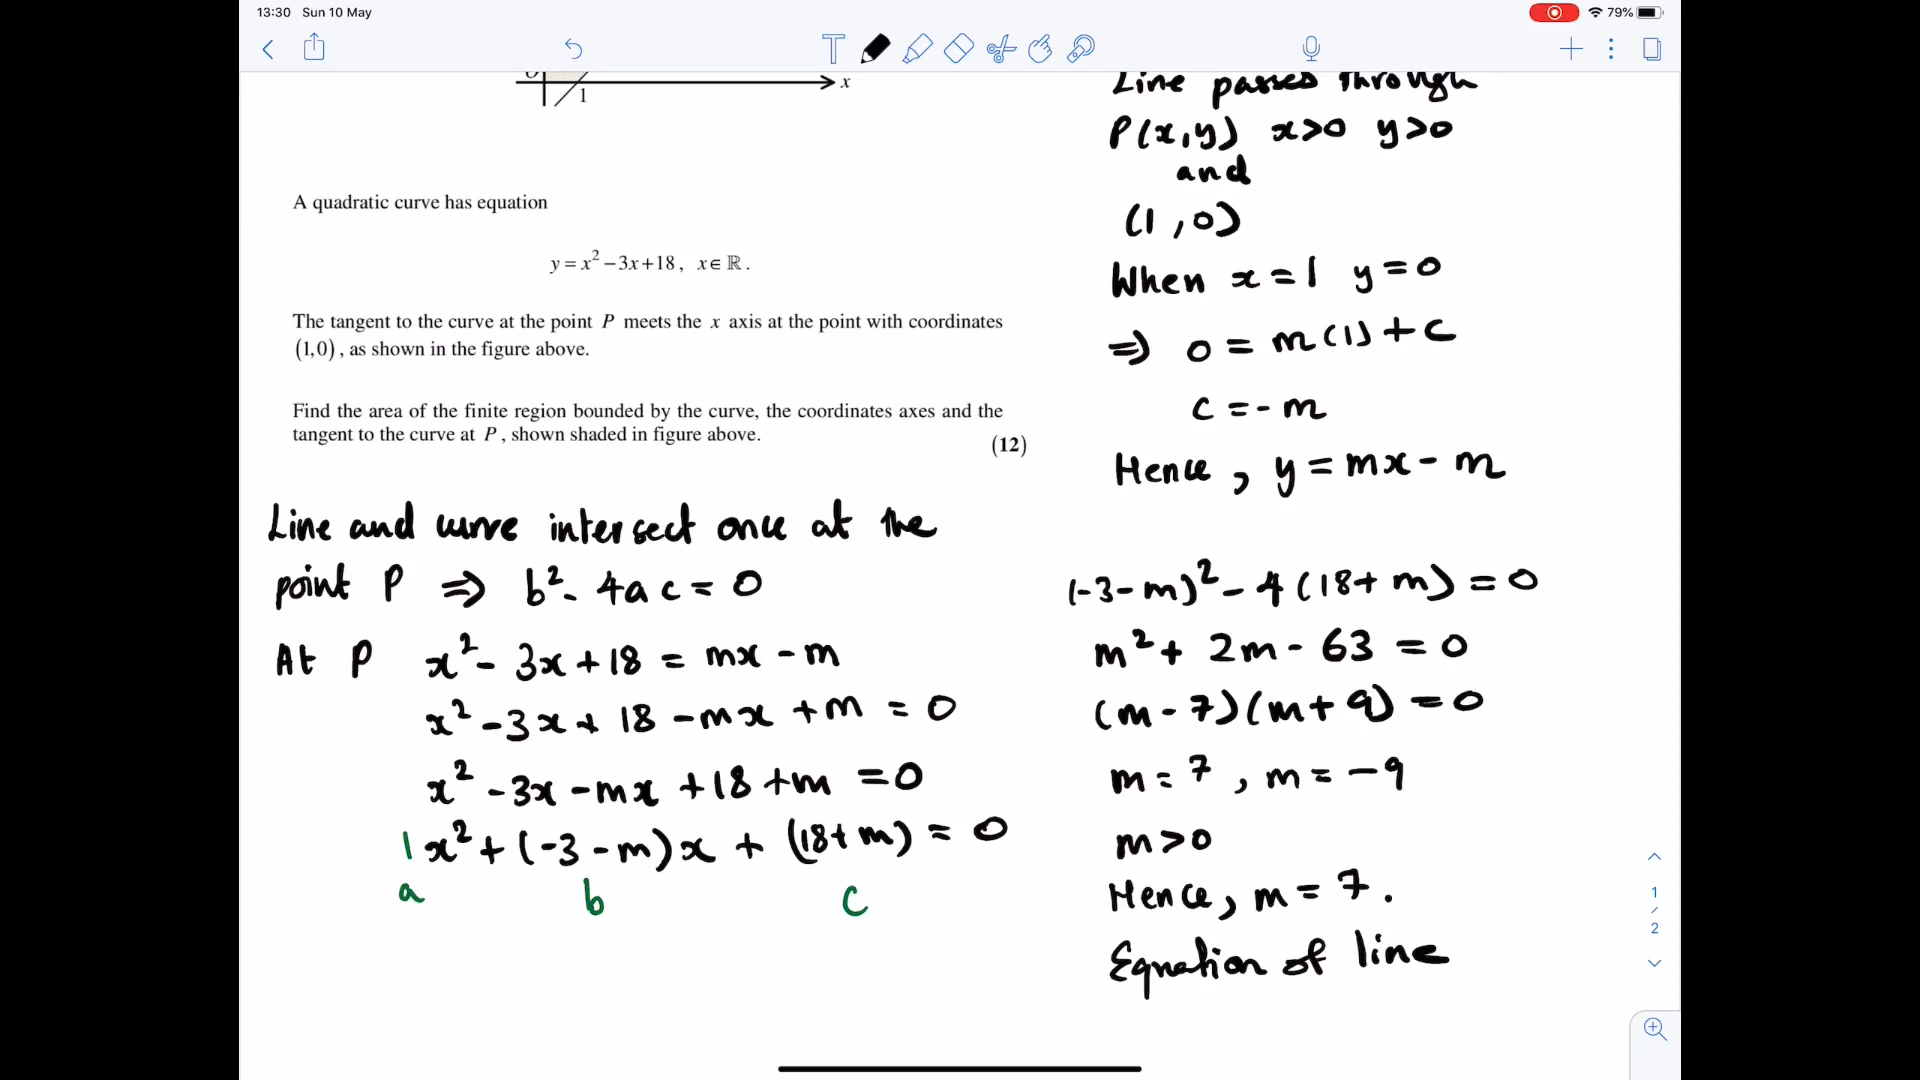 13:30 Sun 10 May
79%
x
1
A quadratic curve has equation
y = x² − 3x + 18 , x ∈ ℝ .
The tangent to the curve at the point P meets the x axis at the point with coordinates
(1,0) , as shown in the figure above.
Find the area of the finite region bounded by the curve, the coordinates axes and the
tangent to the curve at P , shown shaded in figure above.
(12)
Line and curve intersect once at the
point P ⇒ b² - 4ac = 0
At P x² - 3x + 18 = mx - m
x² - 3x + 18 - mx + m = 0
x² - 3x - mx + 18 + m = 0
1x² + (-3 - m)x + (18 + m) = 0
a b c
Line passes through
P(x,y) x>0 y>0
and
(1,0)
When x = 1 y = 0
⇒ 0 = m(1) + c
c = - m
Hence, y = mx - m
(-3-m)² - 4(18+m) = 0
m² + 2m - 63 = 0
(m - 7)(m + 9) = 0
m = 7 , m = -9
m > 0
Hence, m = 7 .
Equation of line
1
/
2